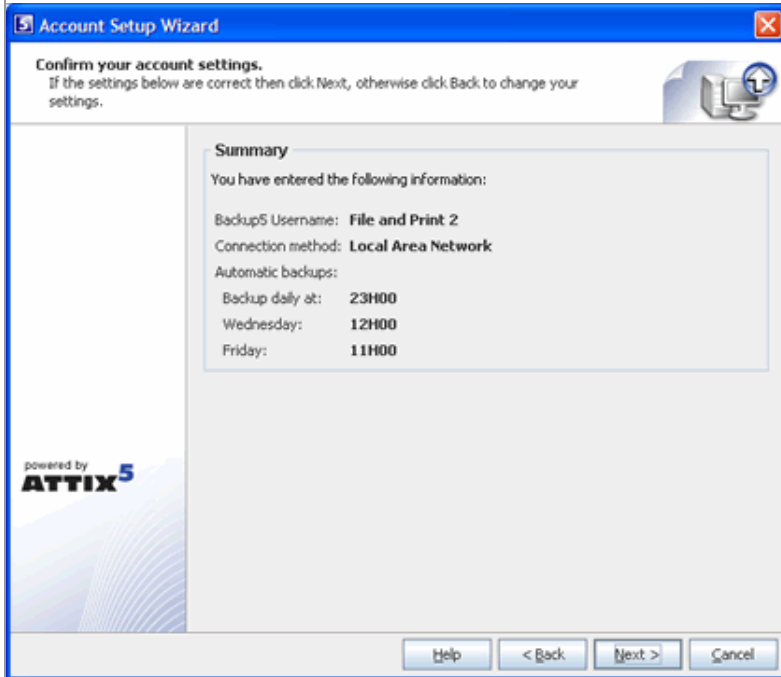 Account Setup Wizard
Confirm your account settings.
If the settings below are correct then click Next, otherwise click Back to change your
settings.
Summary
You have entered the following information:
Backup5 Username: File and Print 2
Connection method: Local Area Network
Automatic backups:
Backup daily at: 23H00
Wednesday: 12H00
Friday: 11H00
powered by
ATTIX5
Help < Back Next > Cancel